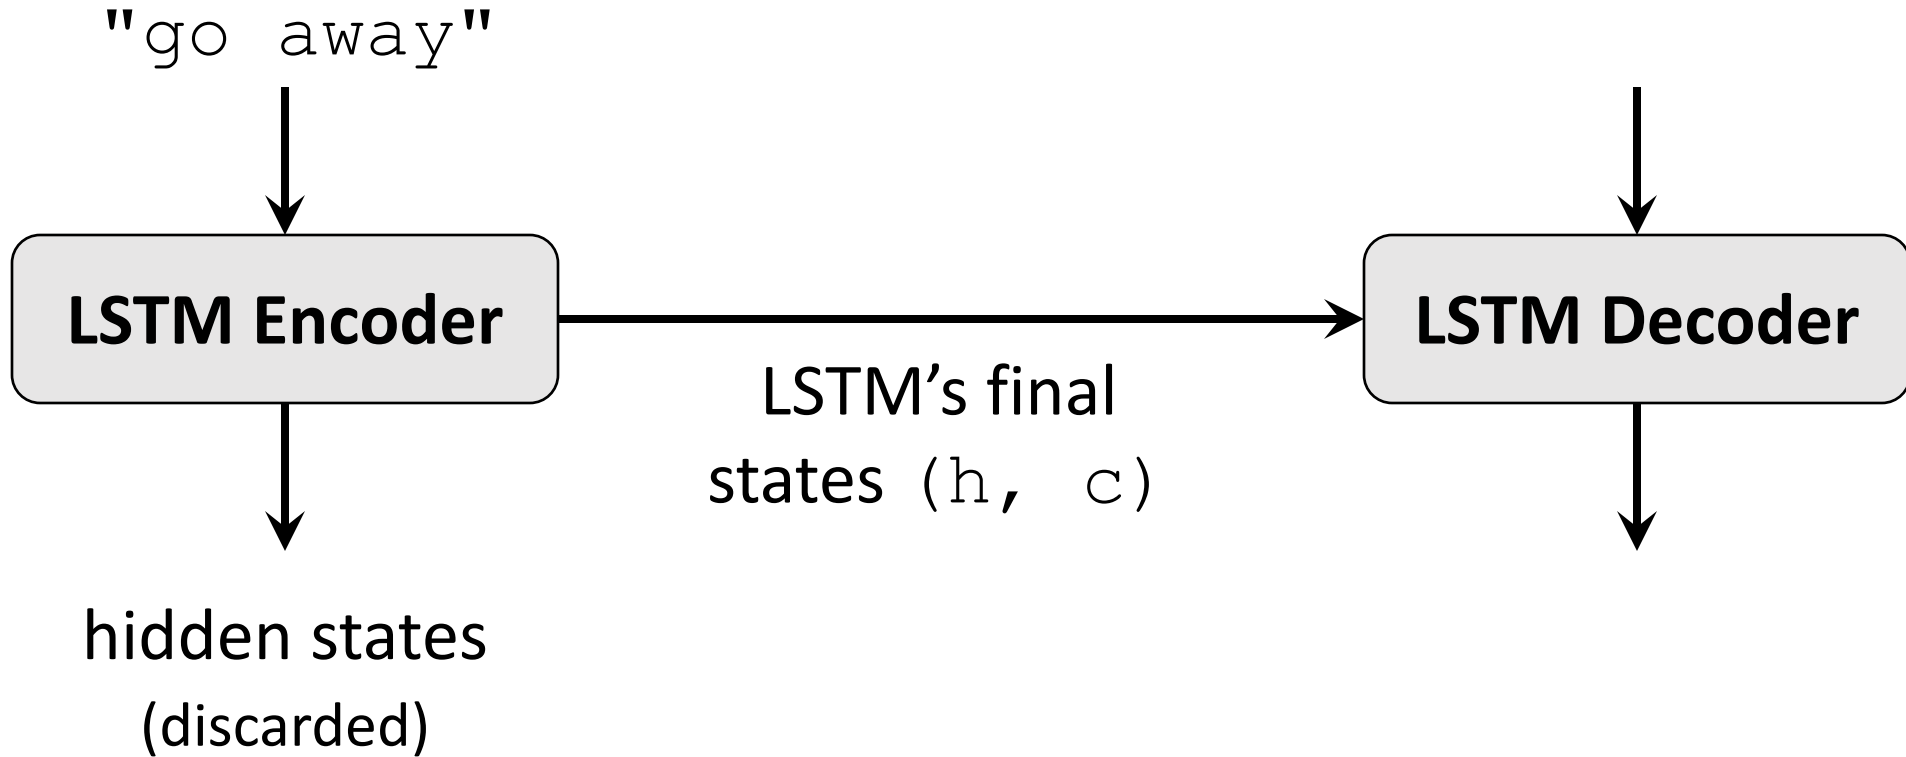 "go away"
LSTM Encoder
LSTM Decoder
LSTM’s final
states (h, c)
hidden states
(discarded)